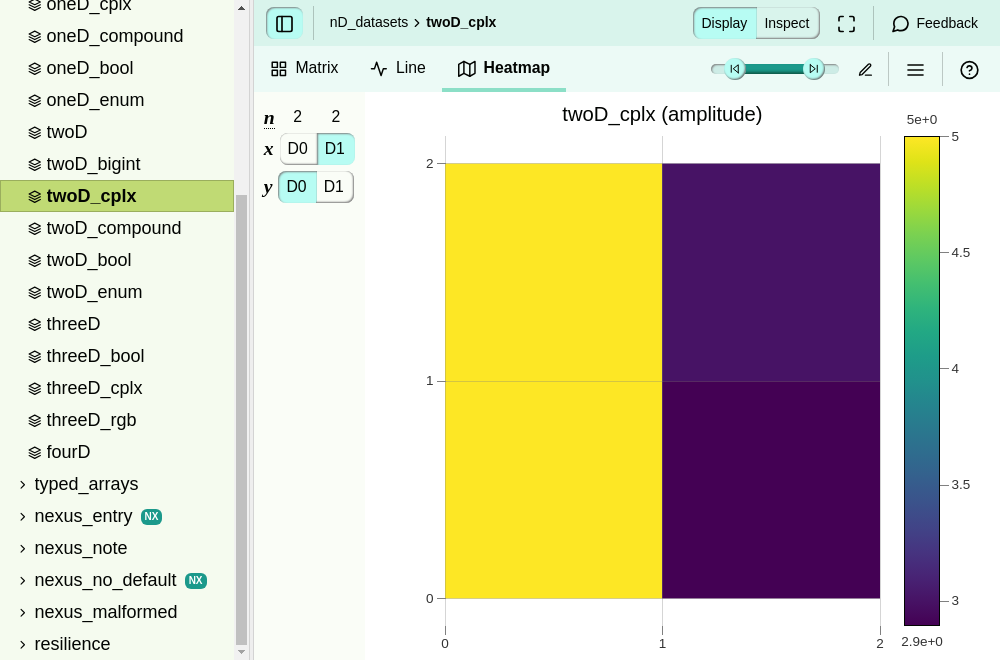 oneD_cplx
oneD_compound
oneD_bool
oneD_enum
twoD
twoD_bigint
twoD_cplx
twoD_compound
twoD_bool
twoD_enum
threeD
threeD_bool
threeD_cplx
threeD_rgb
fourD
typed_arrays
nexus_entry NX
nexus_note
nexus_no_default NX
nexus_malformed
resilience
nD_datasets › twoD_cplx
Display Inspect
Feedback
Matrix Line Heatmap
n 2 2
x D0 D1
y D0 D1
twoD_cplx (amplitude)
2
1
0
0 1 2
5e+0
5
4.5
4
3.5
3
2.9e+0